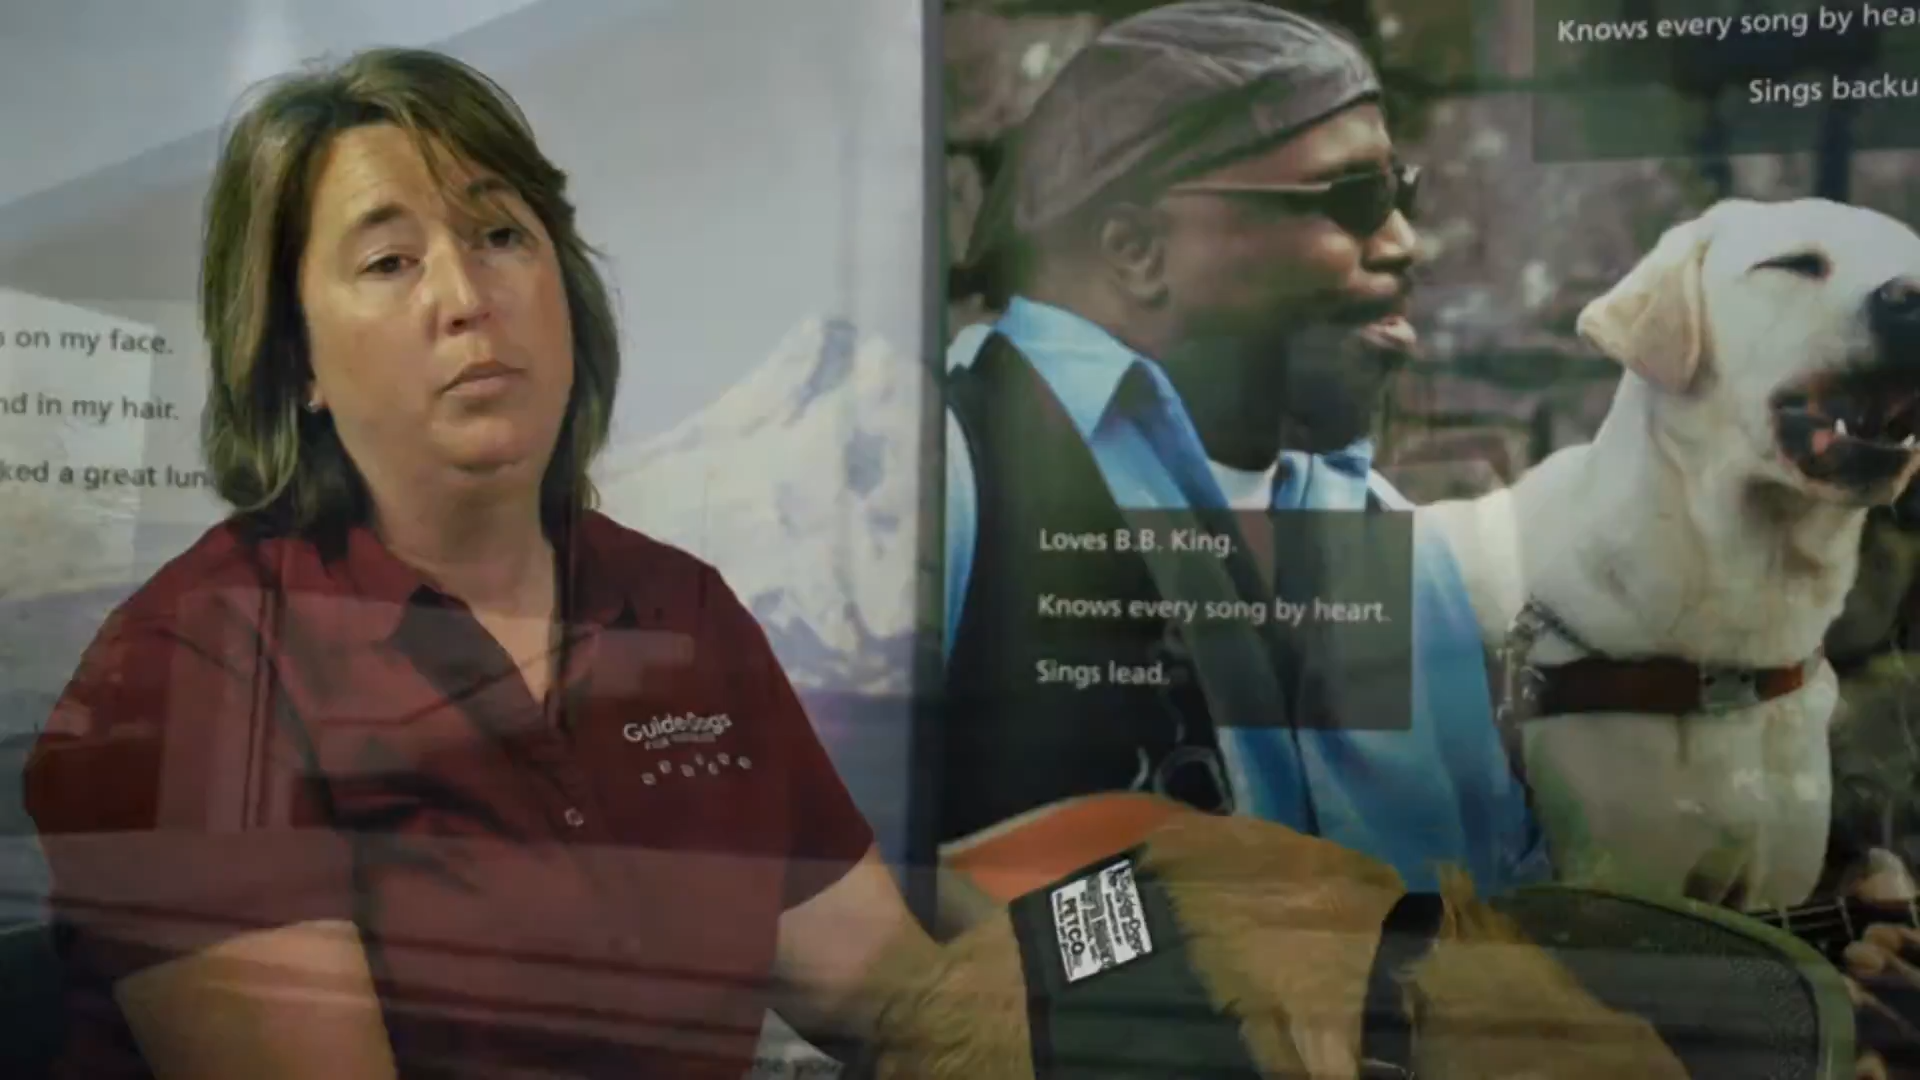 Knows every song by hea
Sings backu
on my face.
nd in my hair.
ked a great lun
Loves B.B. King.
Knows every song by heart.
Sings lead.
GuideDogs
PETCO